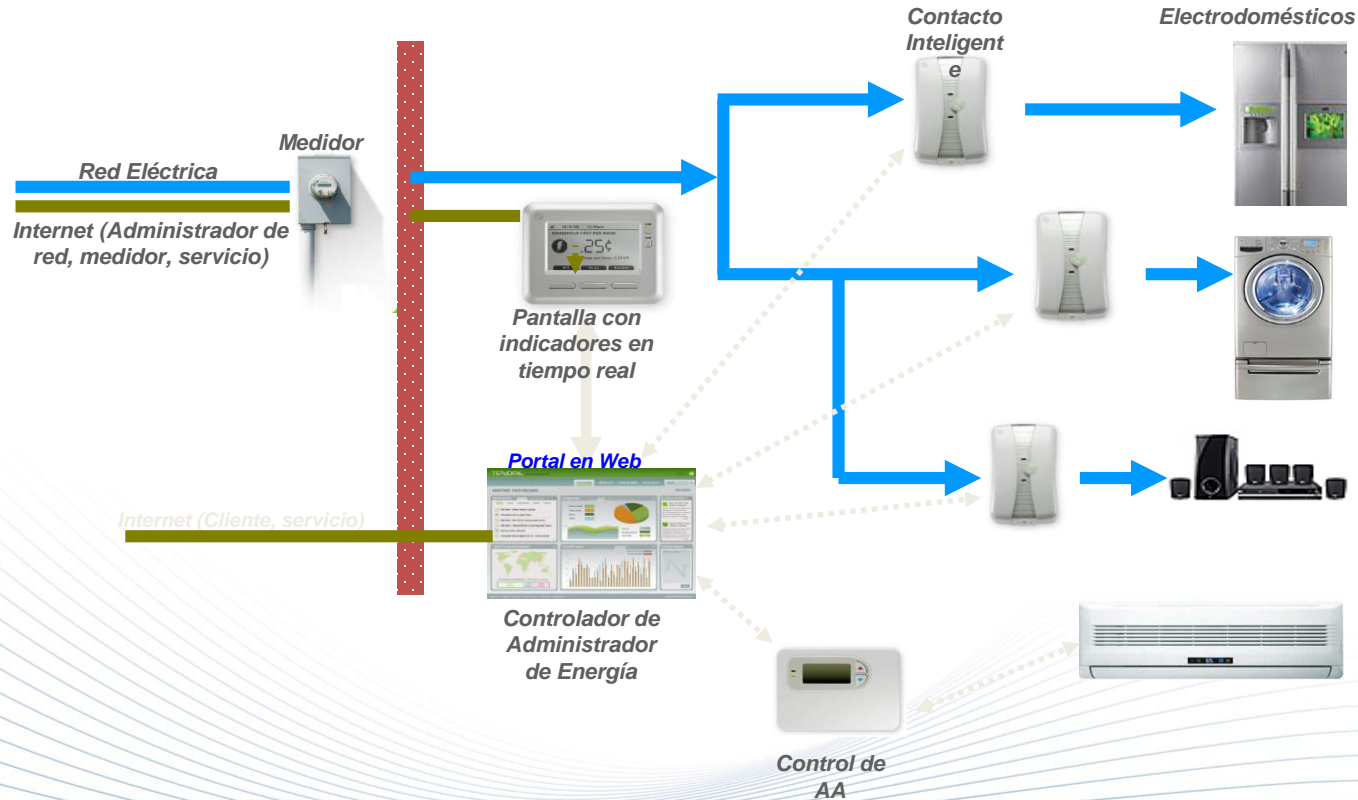 Contacto
Inteligent
e
Electrodomésticos
Medidor
Red Eléctrica
Internet (Administrador de
red, medidor, servicio)
.25¢
Pantalla con
indicadores en
tiempo real
Portal en Web
Internet (Cliente, servicio)
Controlador de
Administrador
de Energía
Control de
AA